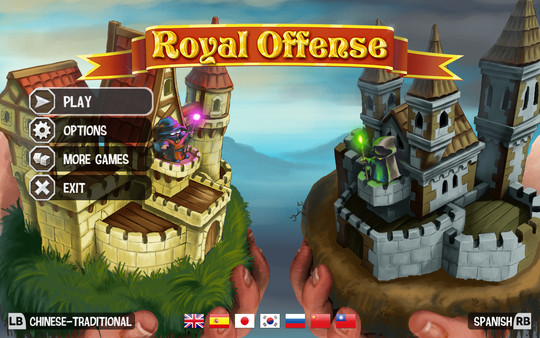 Royal Offense
PLAY
OPTIONS
MORE GAMES
EXIT
LB CHINESE-TRADITIONAL
SPANISH RB